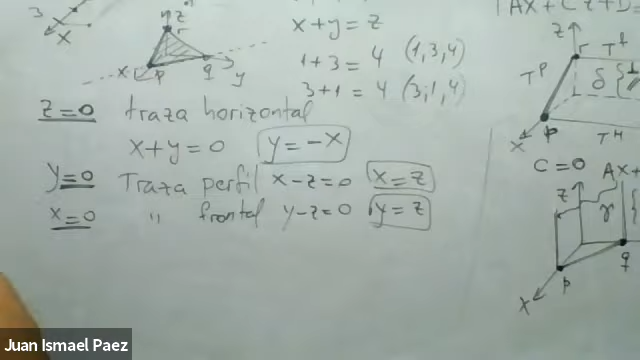 3
X
z
r
x p q y
x+y=z
1+3=4 (1,3,4)
3+1=4 (3,1,4)
z=0 traza horizontal
x+y=0 y=-x
y=0 Traza perfil x-z=0 x=z
x=0 " frontal y-z=0 y=z
AX+CZ+D=
z
r T^f
T^p δ
p
x T^H
C=0 AX+
z
γ
p q
x
Juan Ismael Paez